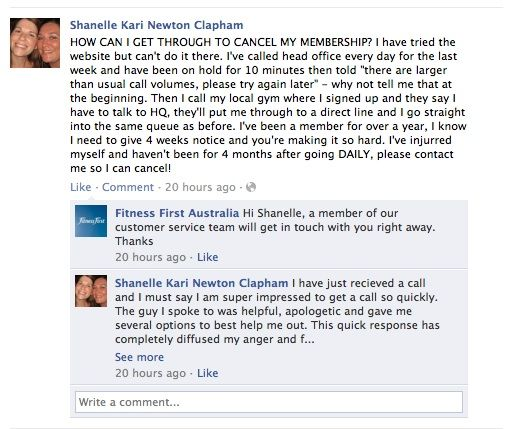 Shanelle Kari Newton Clapham
HOW CAN I GET THROUGH TO CANCEL MY MEMBERSHIP? I have tried the
website but can't do it there. I've called head office every day for the last
week and have been on hold for 10 minutes then told "there are larger
than usual call volumes, please try again later" - why not tell me that at
the beginning. Then I call my local gym where I signed up and they say I
have to talk to HQ, they'll put me through to a direct line and I go straight
into the same queue as before. I've been a member for over a year, I know
I need to give 4 weeks notice and you're making it so hard. I've injurred
myself and haven't been for 4 months after going DAILY, please contact
me so I can cancel!
Like · Comment · 20 hours ago ·
fitness first
Fitness First Australia Hi Shanelle, a member of our
customer service team will get in touch with you right away.
Thanks
20 hours ago · Like
Shanelle Kari Newton Clapham I have just recieved a call
and I must say I am super impressed to get a call so quickly.
The guy I spoke to was helpful, apologetic and gave me
several options to best help me out. This quick response has
completely diffused my anger and f...
See more
20 hours ago · Like
Write a comment...